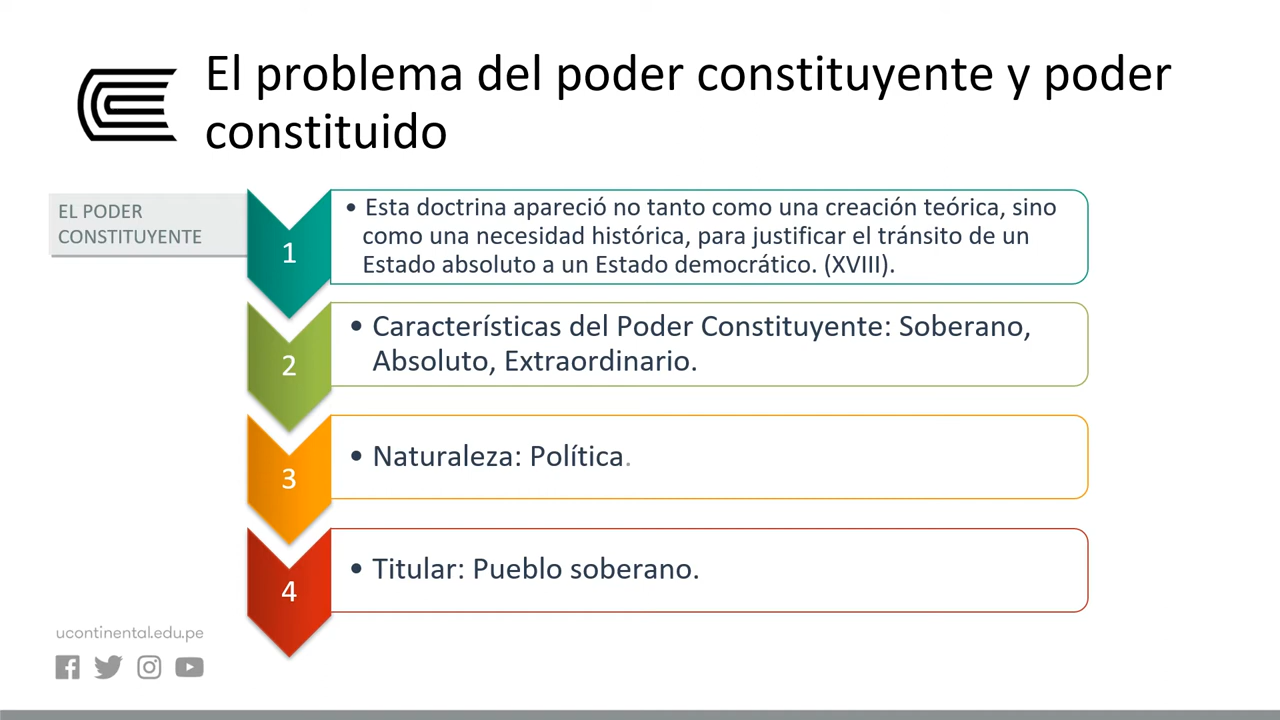 El problema del poder constituyente y poder
constituido
EL PODER
CONSTITUYENTE
1
• Esta doctrina apareció no tanto como una creación teórica, sino
como una necesidad histórica, para justificar el tránsito de un
Estado absoluto a un Estado democrático. (XVIII).
2
• Características del Poder Constituyente: Soberano,
Absoluto, Extraordinario.
3
• Naturaleza: Política.
4
• Titular: Pueblo soberano.
ucontinental.edu.pe